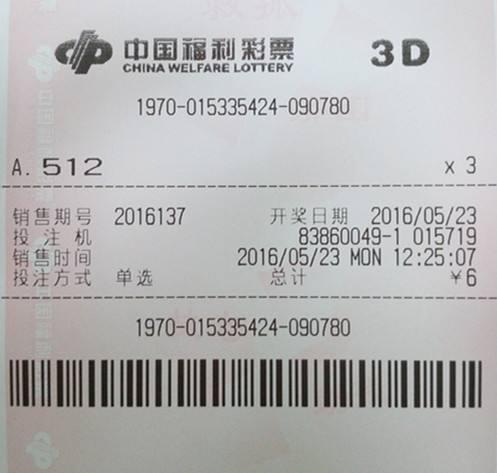 中国福利彩票 3D
CHINA WELFARE LOTTERY
1970-015335424-090780
A. 512 x 3
销售期号 2016137 开奖日期 2016/05/23
投注机 83860049-1 015719
销售时间 2016/05/23 MON 12:25:07
投注方式 单选 总计 ¥6
1970-015335424-090780